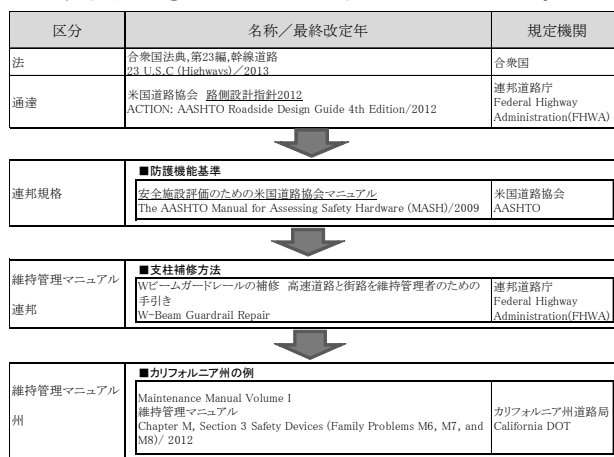 区分 名称／最終改定年 規定機関
法
合衆国法典,第23編,幹線道路
23 U.S.C (Highways)／2013
合衆国
通達
米国道路協会 路側設計指針2012
ACTION: AASHTO Roadside Design Guide 4th Edition/2012
連邦道路庁
Federal Highway
Administration(FHWA)
連邦規格
■防護機能基準
安全施設評価のための米国道路協会マニュアル
The AASHTO Manual for Assessing Safety Hardware (MASH)/2009
米国道路協会
AASHTO
維持管理マニュアル
連邦
■支柱補修方法
Wビームガードレールの補修 高速道路と街路を維持管理者のための
手引き
W-Beam Guardrail Repair
連邦道路庁
Federal Highway
Administration(FHWA)
維持管理マニュアル
州
■カリフォルニア州の例
Maintenance Manual Volume I
維持管理マニュアル
Chapter M, Section 3 Safety Devices (Family Problems M6, M7, and
M8)/ 2012
カリフォルニア州道路局
California DOT